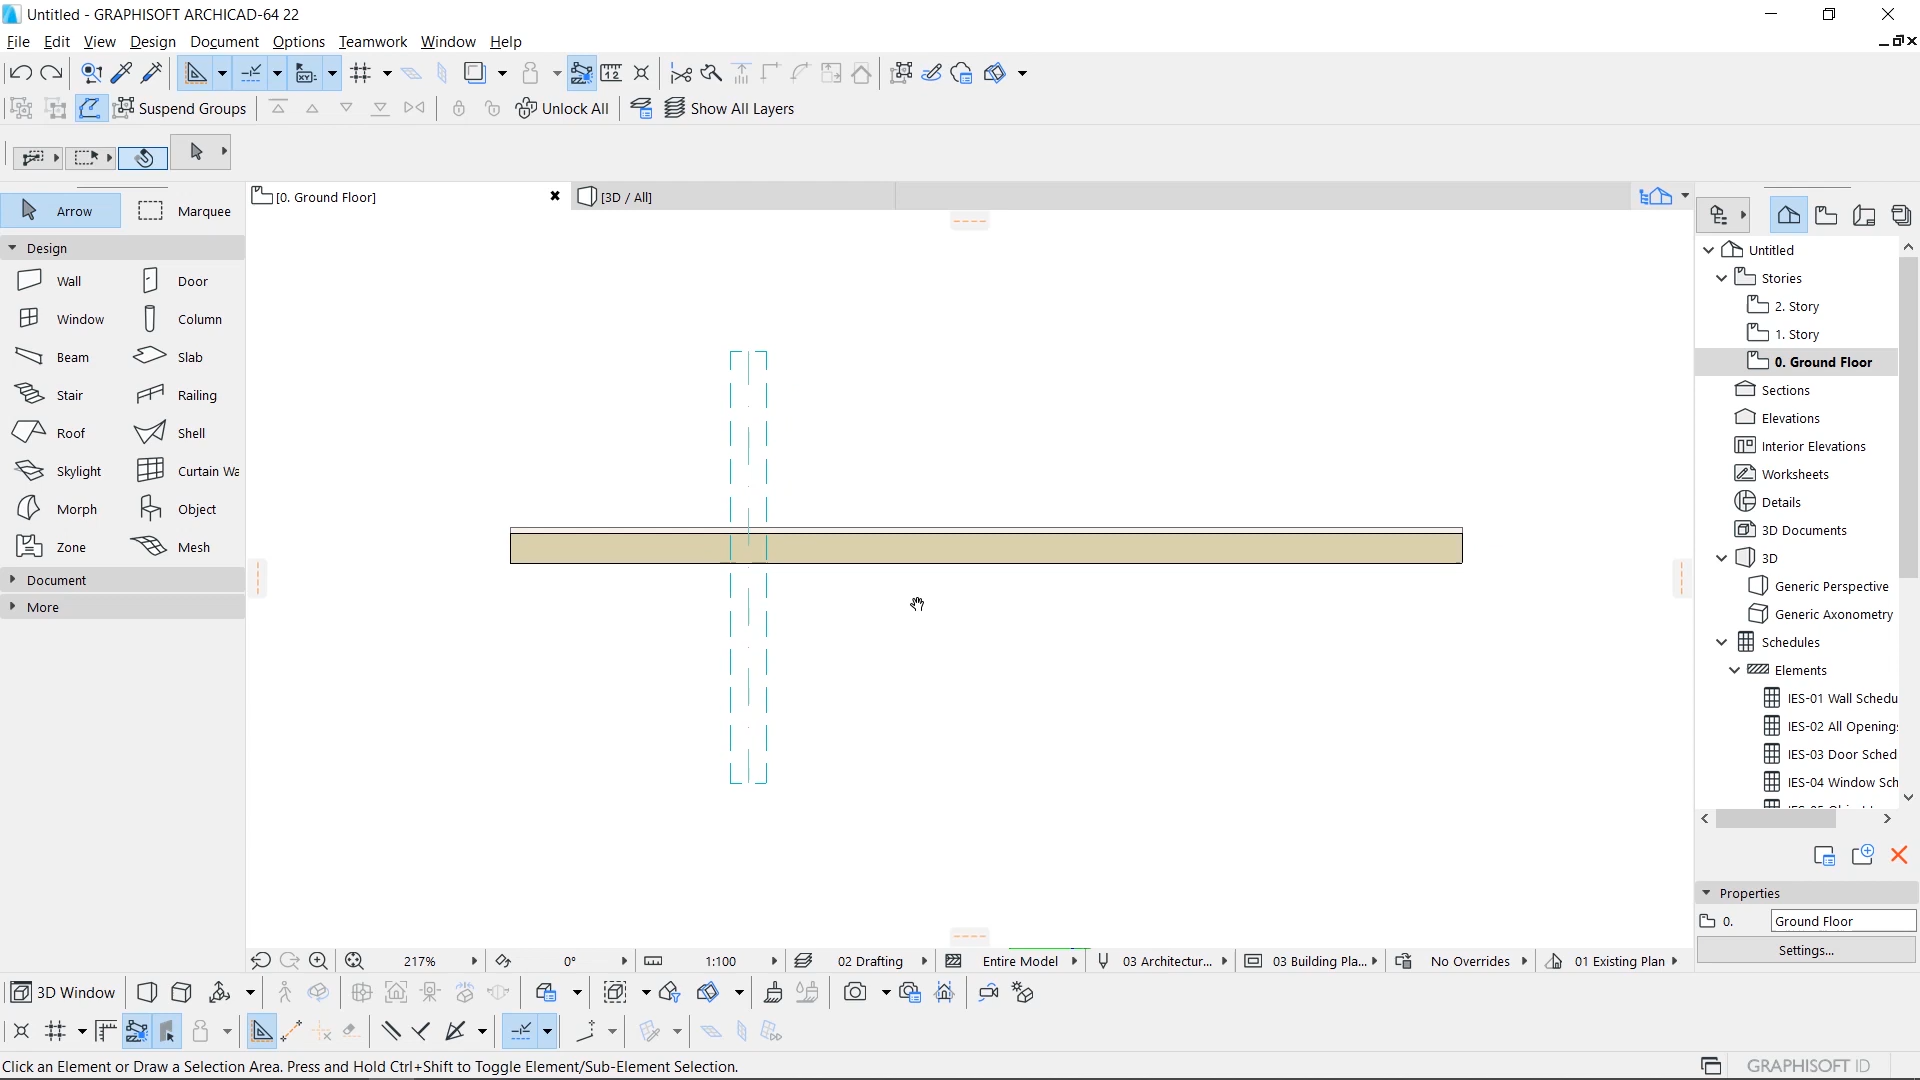 Untitled - GRAPHISOFT ARCHICAD-64 22
File Edit View Design Document Options Teamwork Window Help
Suspend Groups Unlock All Show All Layers
[0. Ground Floor] [3D / All]
Arrow Marquee
Design
Wall Door
Window Column
Beam Slab
Stair Railing
Roof Shell
Skylight Curtain Wa
Morph Object
Zone Mesh
Document
More
Untitled
Stories
2. Story
1. Story
0. Ground Floor
Sections
Elevations
Interior Elevations
Worksheets
Details
3D Documents
3D
Generic Perspective
Generic Axonometry
Schedules
Elements
IES-01 Wall Schedu
IES-02 All Opening
IES-03 Door Sched
IES-04 Window Sch
Properties
0. Ground Floor
Settings...
217% 0° 1:100 02 Drafting Entire Model 03 Architectur... 03 Building Pla... No Overrides 01 Existing Plan
3D Window
Click an Element or Draw a Selection Area. Press and Hold Ctrl+Shift to Toggle Element/Sub-Element Selection.
GRAPHISOFT ID